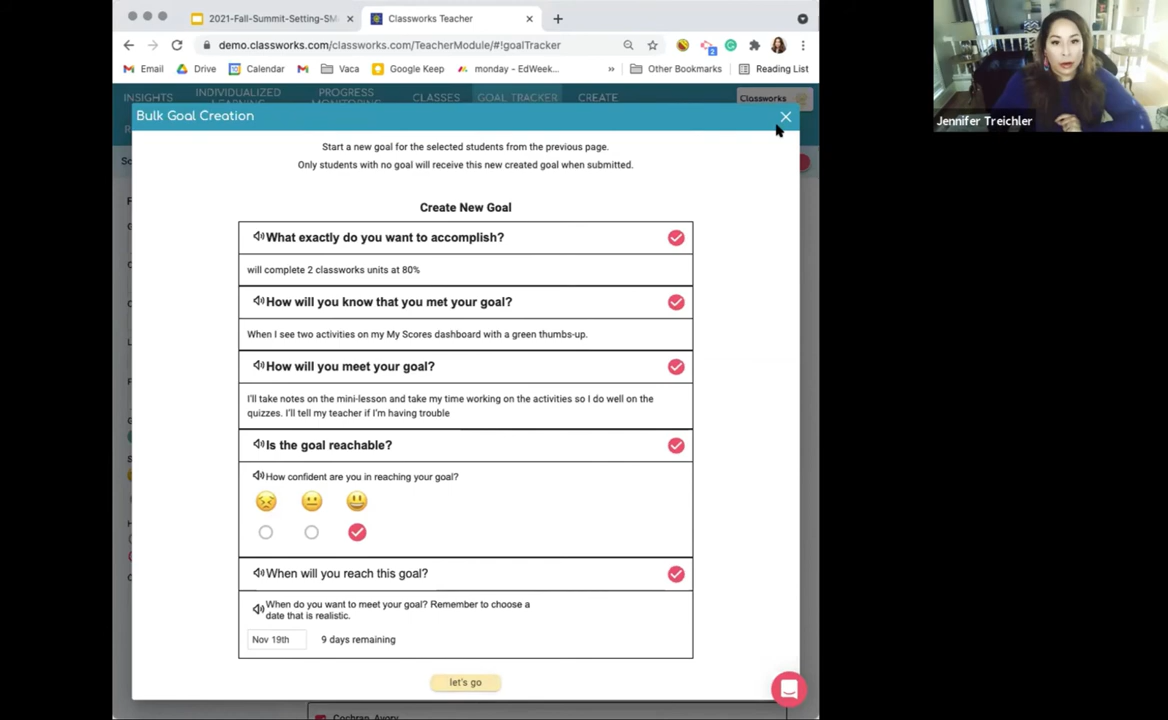 2021-Fall-Summit-Setting-SM
Classworks Teacher
demo.classworks.com/classworks.com/TeacherModule/#!goalTracker
2
Email
Drive
Calendar
Vaca
Google Keep
monday - EdWeek...
»
Other Bookmarks
Reading List
INSIGHTS
INDIVIDUALIZED
LEARNING
PROGRESS
MONITORING
CLASSES
GOAL TRACKER
CREATE
Classworks
Bulk Goal Creation
Start a new goal for the selected students from the previous page.
Only students with no goal will receive this new created goal when submitted.
Create New Goal
What exactly do you want to accomplish?
will complete 2 classworks units at 80%
How will you know that you met your goal?
When I see two activities on my My Scores dashboard with a green thumbs-up.
How will you meet your goal?
I'll take notes on the mini-lesson and take my time working on the activities so I do well on the
quizzes. I'll tell my teacher if I'm having trouble
Is the goal reachable?
How confident are you in reaching your goal?
When will you reach this goal?
When do you want to meet your goal? Remember to choose a
date that is realistic.
Nov 19th
9 days remaining
let's go
Cochran, Avory
Jennifer Treichler